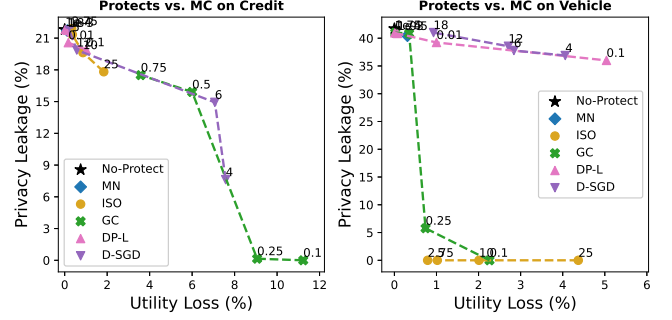 Protects vs. MC on Credit
Privacy Leakage (%)
21
18
15
12
9
6
3
0
0.01
0.1
10
25
0.75
0.5
6
4
0.25
0.1
No-Protect
MN
ISO
GC
DP-L
D-SGD
0 2 4 6 8 10 12
Utility Loss (%)
Protects vs. MC on Vehicle
Privacy Leakage (%)
40
35
30
25
20
15
10
5
0
18
0.01
12
4
0.1
No-Protect
MN
ISO
GC
DP-L
D-SGD
0.25
10
0.1
25
0 1 2 3 4 5 6
Utility Loss (%)